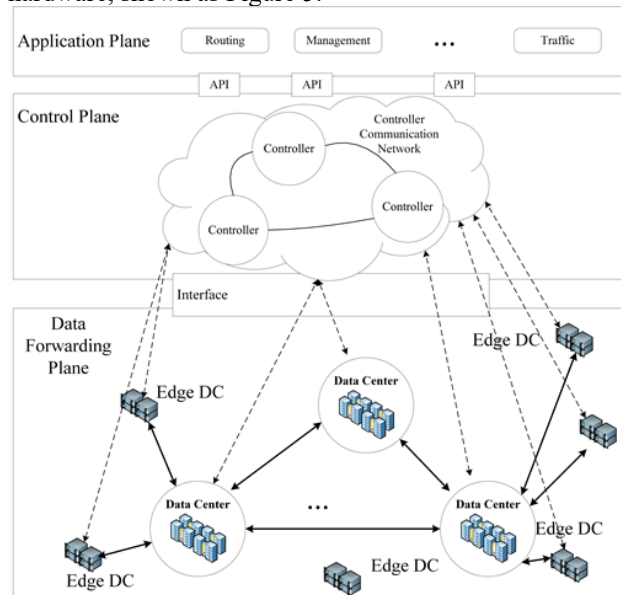 hardware, shown as Figure 3.
Application Plane
Routing
Management
...
Traffic
API
API
API
Control Plane
Controller
Communication
Network
Controller
Controller
Controller
Interface
Data
Forwarding
Plane
Edge DC
Edge DC
Data Center
Data Center
...
Data Center
Edge DC
Edge DC
Edge DC